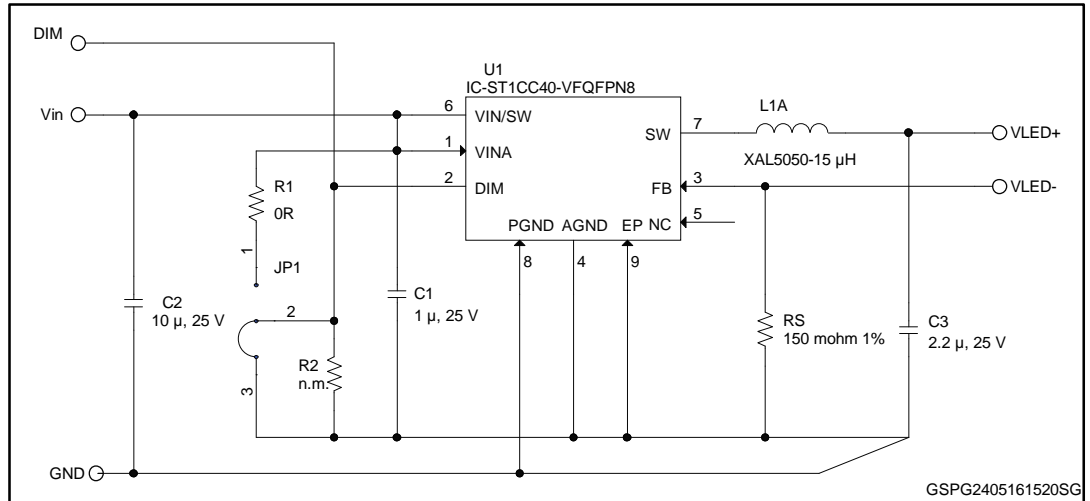 DIM
U1
IC-ST1CC40-VFQFPN8
Vin
6
VIN/SW
L1A
SW
7
VLED+
1
VINA
XAL5050-15 µH
R1
0R
2
DIM
FB
3
VLED-
NC
5
PGND
AGND
EP
1
8
4
9
JP1
C2
10 µ, 25 V
2
C1
1 µ, 25 V
RS
150 mohm 1%
C3
2.2 µ, 25 V
3
R2
n.m.
GND
GSPG2405161520SG